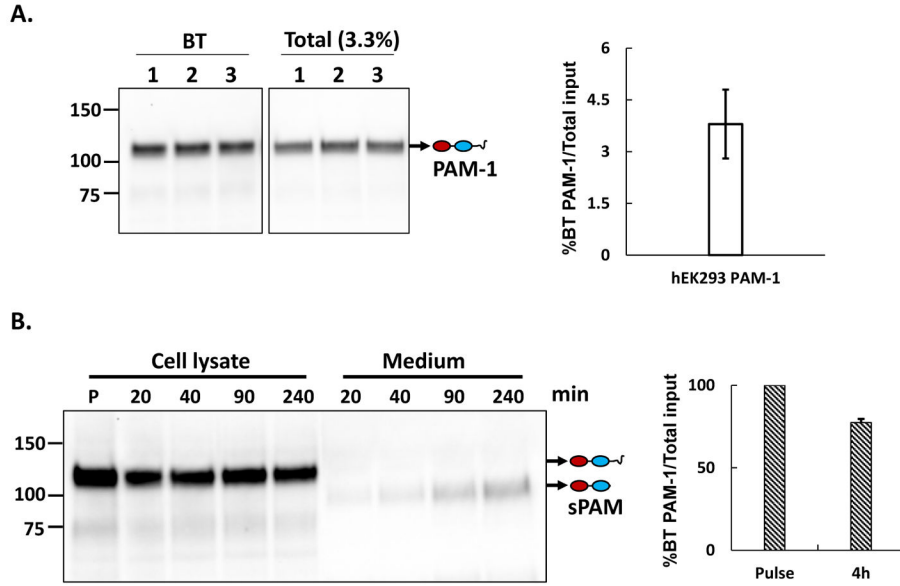 A.
BT Total (3.3%)
1 2 3 1 2 3
150
100
75
PAM-1
%BT PAM-1/Total input
6
4.5
3
1.5
0
hEK293 PAM-1
B.
Cell lysate Medium
P 20 40 90 240 20 40 90 240 min
150
100
75
sPAM
%BT PAM-1/Total input
100
50
0
Pulse 4h